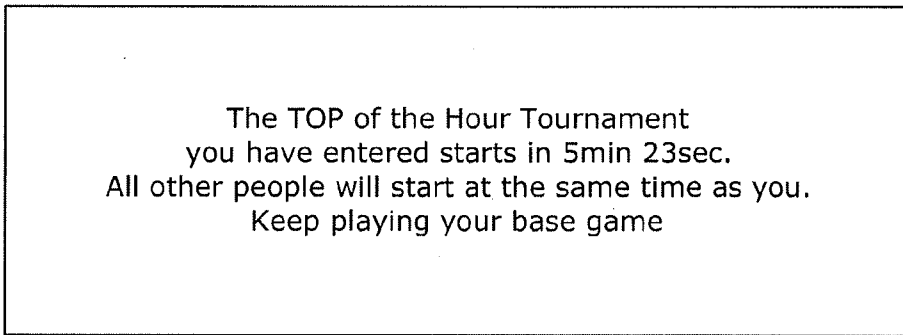 The TOP of the Hour Tournament
you have entered starts in 5min 23sec.
All other people will start at the same time as you.
Keep playing your base game